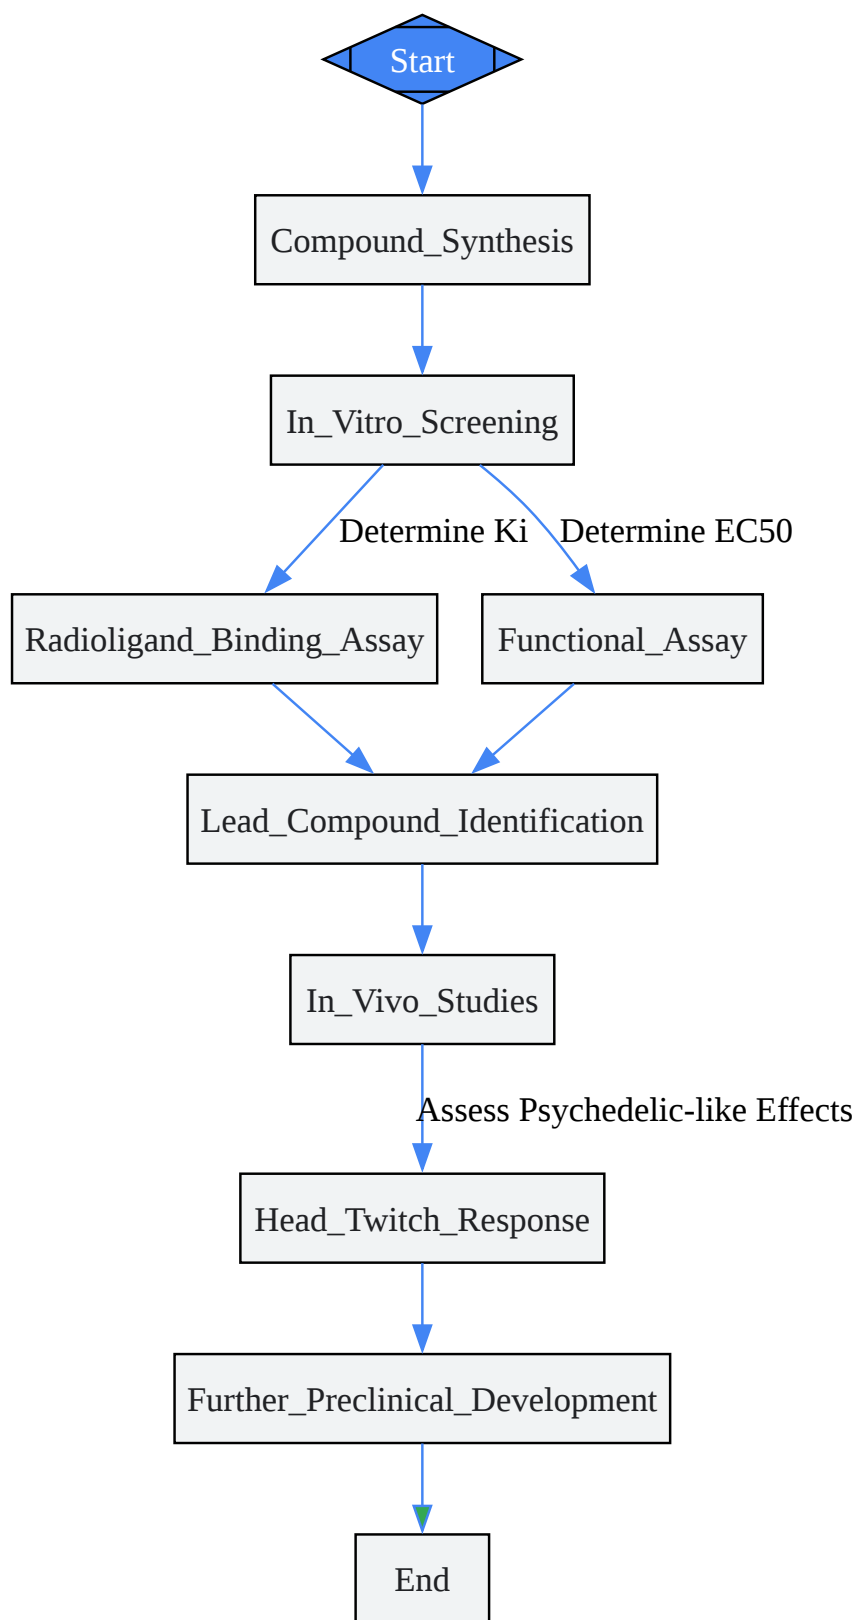 Start
Compound_Synthesis
In_Vitro_Screening
Determine Ki
Determine EC50
Radioligand_Binding_Assay
Functional_Assay
Lead_Compound_Identification
In_Vivo_Studies
Assess Psychedelic-like Effects
Head_Twitch_Response
Further_Preclinical_Development
End